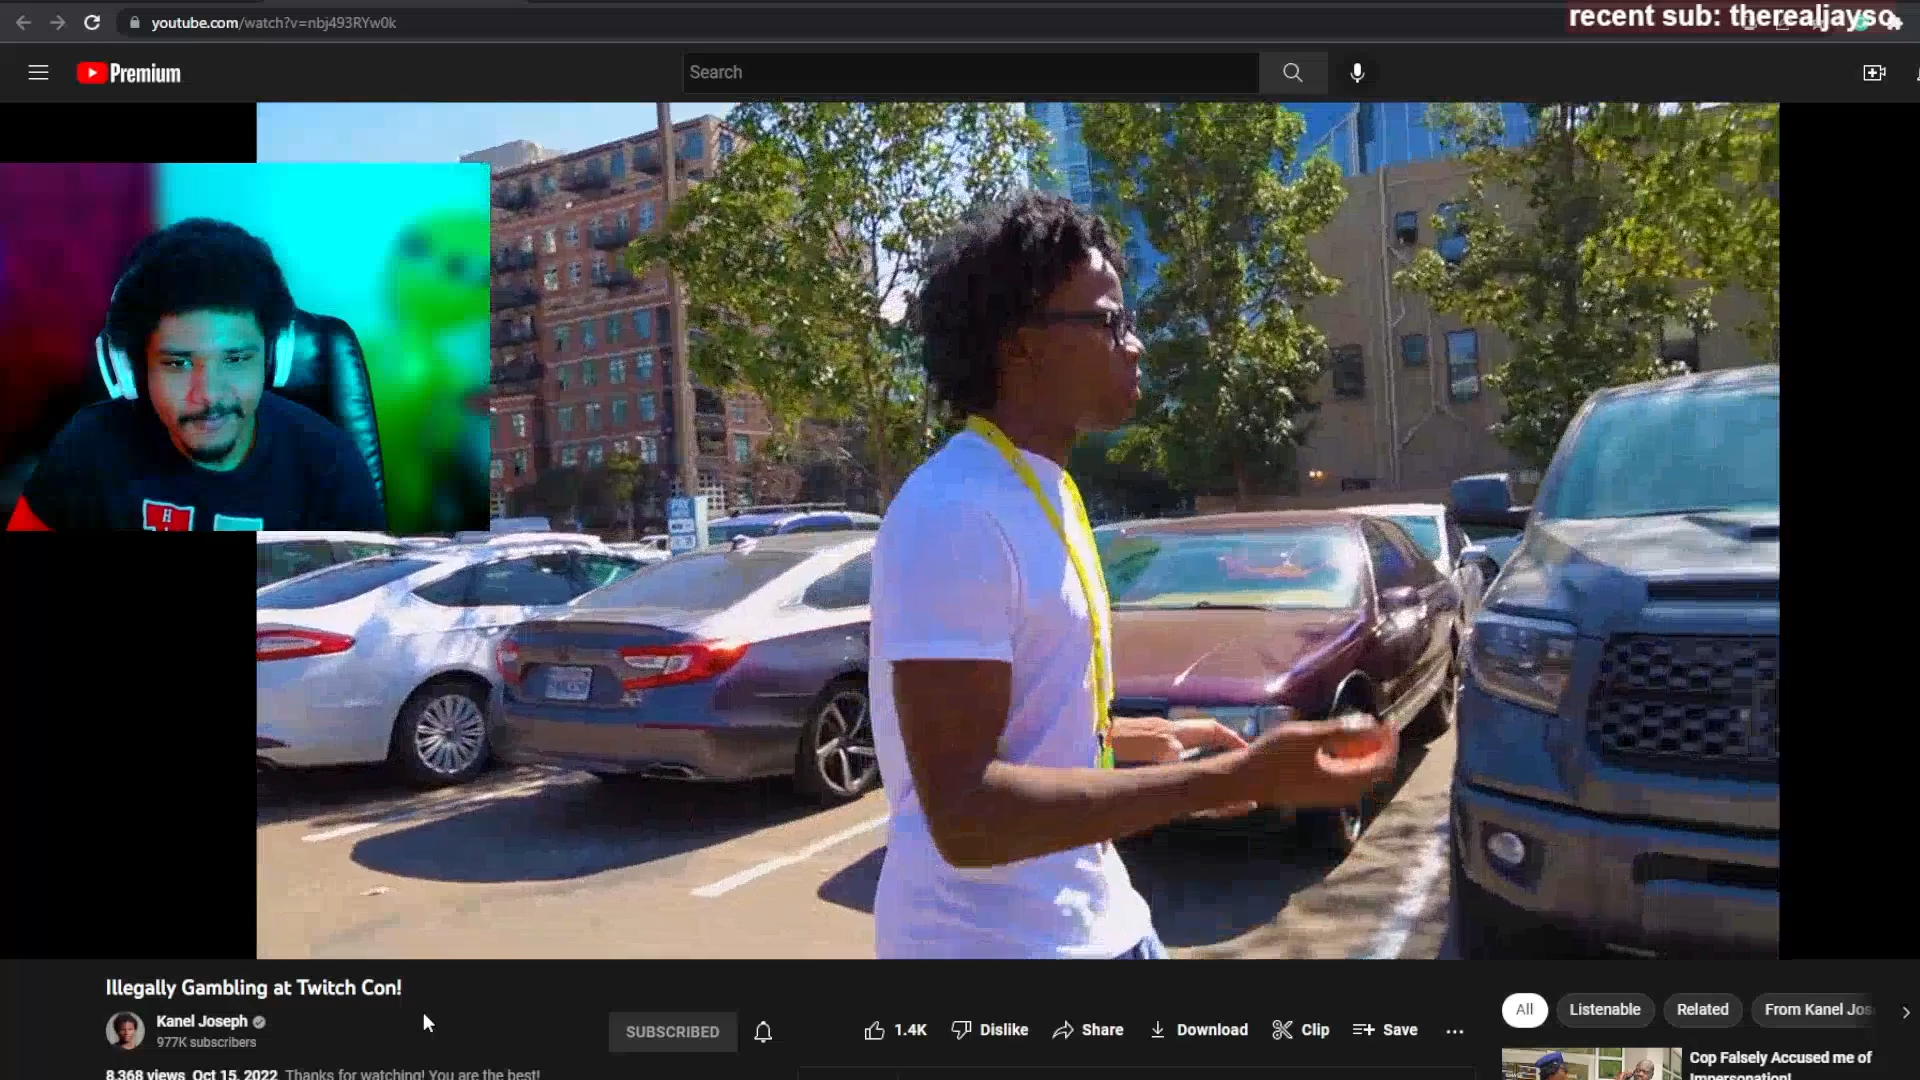 youtube.com/watch?v=nbj493RYw0k
recent sub: therealjayso
Premium
Search
H
PAY
Illegally Gambling at Twitch Con!
Kanel Joseph
977K subscribers
SUBSCRIBED
1.4K
Dislike
Share
Download
Clip
Save
All
Listenable
Related
From Kanel Jos
8,368 views Oct 15, 2022 Thanks for watching! You are the best!
Cop Falsely Accused me of
Impersonation!